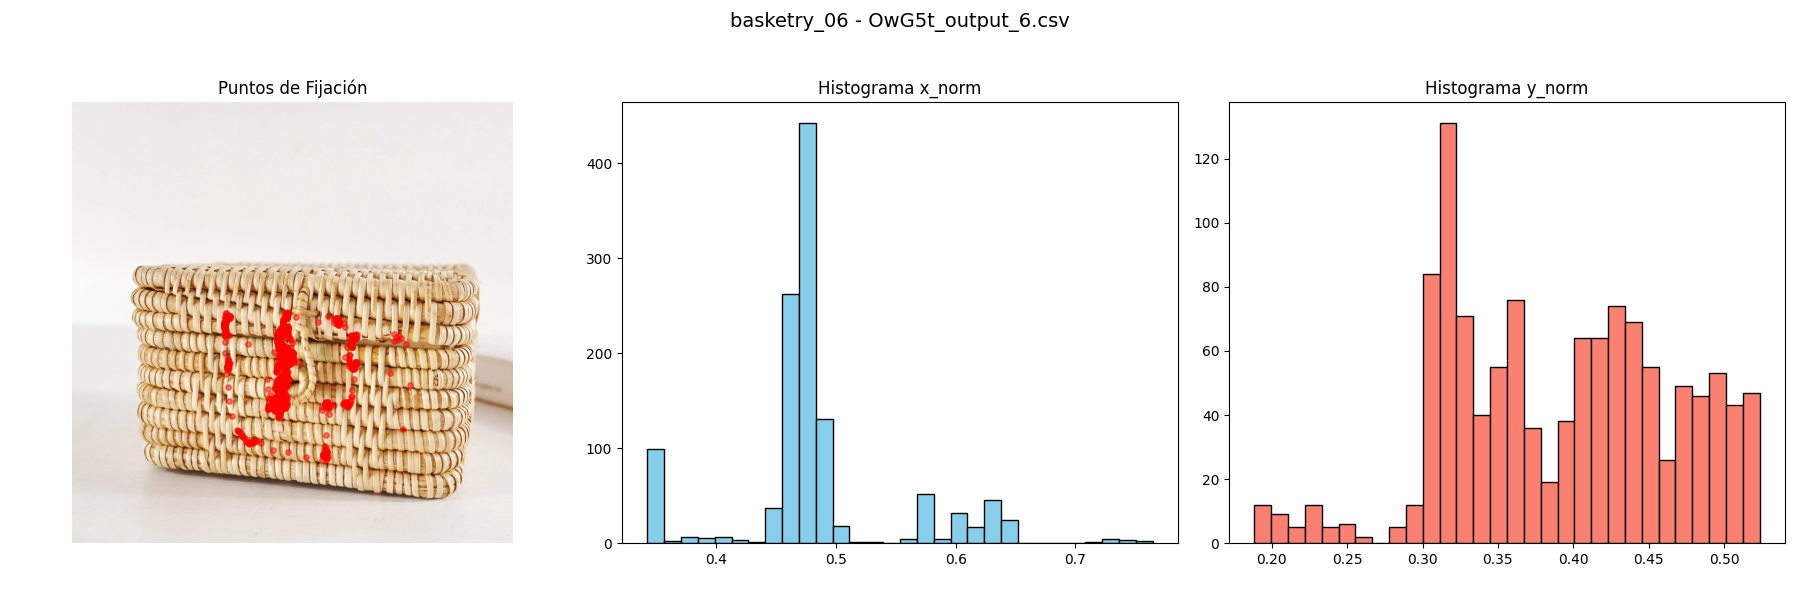 basketry_06 - OwG5t_output_6.csv
Puntos de Fijación
Histograma x_norm
400
300
200
100
0
0.4 0.5 0.6 0.7
Histograma y_norm
120
100
80
60
40
20
0
0.20 0.25 0.30 0.35 0.40 0.45 0.50